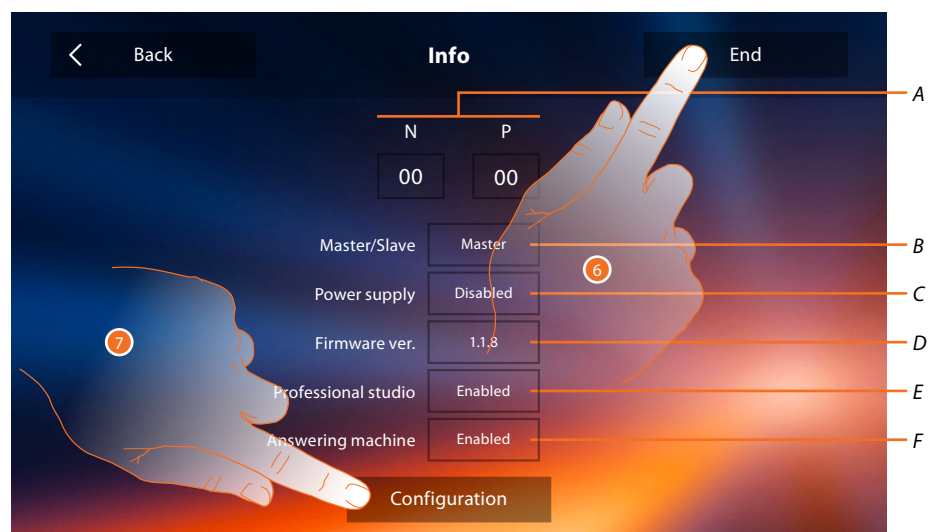 Back Info End
A
N P
00 00
Master/Slave Master B
6
Power supply Disabled C
7 Firmware ver. 1.1.8 D
Professional studio Enabled E
Answering machine Enabled F
Configuration